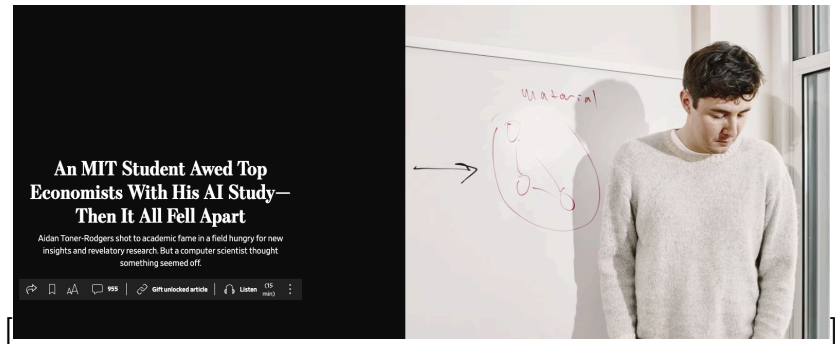 An MIT Student Awed Top
Economists With His AI Study—
Then It All Fell Apart
Aidan Toner-Rodgers shot to academic fame in a field hungry for new
insights and revelatory research. But a computer scientist thought
something seemed off.
AA 955 Gift unlocked article Listen (15
min)
material